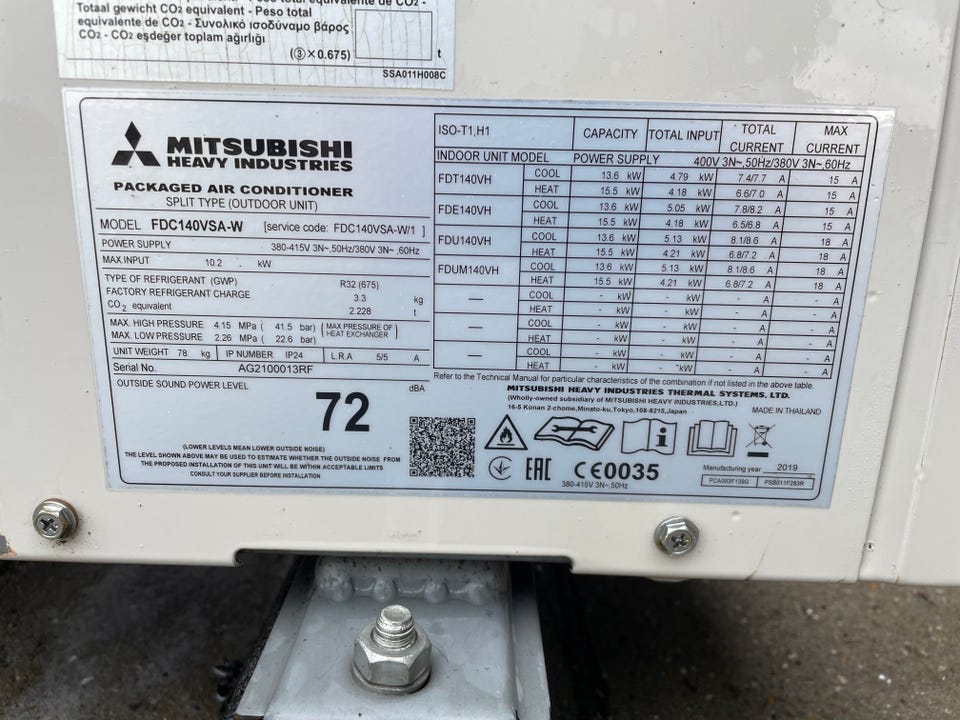 Totaal gewicht CO2 equivalent - Peso total
equivalente de CO2 - Συνολικό ισοδύναμο βάρος
CO2 - CO2 eşdeğer toplam ağırlığı
(③×0.675)
t
SSA011H008C
MITSUBISHI
HEAVY INDUSTRIES
PACKAGED AIR CONDITIONER
SPLIT TYPE (OUTDOOR UNIT)
MODEL FDC140VSA-W [service code: FDC140VSA-W/1 ]
POWER SUPPLY 380-415V 3N~,50Hz/380V 3N~,60Hz
MAX.INPUT 10.2 . kW
TYPE OF REFRIGERANT (GWP) R32 (675)
FACTORY REFRIGERANT CHARGE 3.3 kg
CO2 equivalent 2.228 t
MAX. HIGH PRESSURE 4.15 MPa ( 41.5 bar)
MAX. LOW PRESSURE 2.26 MPa ( 22.6 bar)
(MAX PRESSURE OF
HEAT EXCHANGER)
UNIT WEIGHT 78 kg IP NUMBER IP24 L.R.A 5/5 A
Serial No. AG2100013RF
OUTSIDE SOUND POWER LEVEL
72 dBA
(LOWER LEVELS MEAN LOWER OUTSIDE NOISE)
THE LEVEL SHOWN ABOVE MAY BE USED TO ESTIMATE WHETHER THE OUTSIDE NOISE FROM
THE PROPOSED INSTALLATION OF THIS UNIT WILL BE WITHIN ACCEPTABLE LIMITS
CONSULT YOUR SUPPLIER BEFORE INSTALLATION
ISO-T1,H1 CAPACITY TOTAL INPUT TOTAL CURRENT MAX CURRENT
INDOOR UNIT MODEL POWER SUPPLY 400V 3N~,50Hz/380V 3N~,60Hz
FDT140VH COOL 13.6 kW 4.79 kW 7.4/7.7 A 15 A
HEAT 15.5 kW 4.18 kW 6.6/7.0 A 15 A
FDE140VH COOL 13.6 kW 5.05 kW 7.8/8.2 A 15 A
HEAT 15.5 kW 4.18 kW 6.5/6.8 A 15 A
FDU140VH COOL 13.6 kW 5.13 kW 8.1/8.6 A 18 A
HEAT 15.5 kW 4.21 kW 6.8/7.2 A 18 A
FDUM140VH COOL 13.6 kW 5.13 kW 8.1/8.6 A 18 A
HEAT 15.5 kW 4.21 kW 6.8/7.2 A 18 A
— COOL - kW - kW - A - A
HEAT - kW - kW - A - A
— COOL - kW - kW - A - A
HEAT - kW - kW - A - A
— COOL - kW - kW - A - A
HEAT - kW - kW - A - A
Refer to the Technical Manual for particular characteristics of the combination if not listed in the above table.
MITSUBISHI HEAVY INDUSTRIES THERMAL SYSTEMS, LTD.
(Wholly-owned subsidiary of MITSUBISHI HEAVY INDUSTRIES,LTD.)
16-5 Konan 2-chome,Minato-ku,Tokyo,108-8215,Japan
MADE IN THAILAND
EAC CE0035
380-415V 3N~,50Hz
Manufacturing year 2019
PCA003F139G PSB011F283R